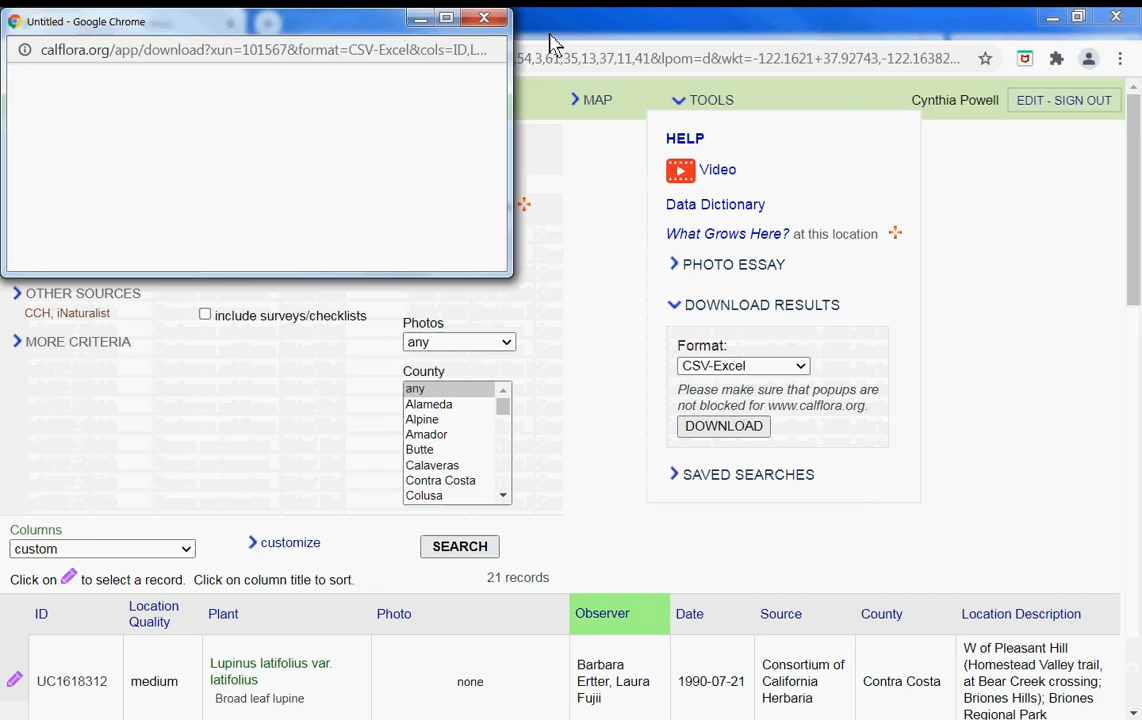 Untitled - Google Chrome
calflora.org/app/download?xun=101567&format=CSV-Excel&cols=ID,L...
54,3,61,35,13,37,11,41&lpom=d&wkt=-122.1621+37.92743,-122.16382...
MAP
TOOLS
Cynthia Powell
EDIT - SIGN OUT
HELP
Video
Data Dictionary
What Grows Here? at this location
PHOTO ESSAY
DOWNLOAD RESULTS
Format:
CSV-Excel
Please make sure that popups are
not blocked for www.calflora.org.
DOWNLOAD
SAVED SEARCHES
OTHER SOURCES
CCH, iNaturalist
MORE CRITERIA
include surveys/checklists
Photos
any
County
any
Alameda
Alpine
Amador
Butte
Calaveras
Contra Costa
Colusa
Columns
custom
customize
SEARCH
Click on to select a record. Click on column title to sort.
21 records
ID
Location
Quality
Plant
Photo
Observer
Date
Source
County
Location Description
UC1618312
medium
Lupinus latifolius var.
latifolius
Broad leaf lupine
none
Barbara
Ertter, Laura
Fujii
1990-07-21
Consortium of
California
Herbaria
Contra Costa
W of Pleasant Hill
(Homestead Valley trail,
at Bear Creek crossing;
Briones Hills); Briones
Regional Park